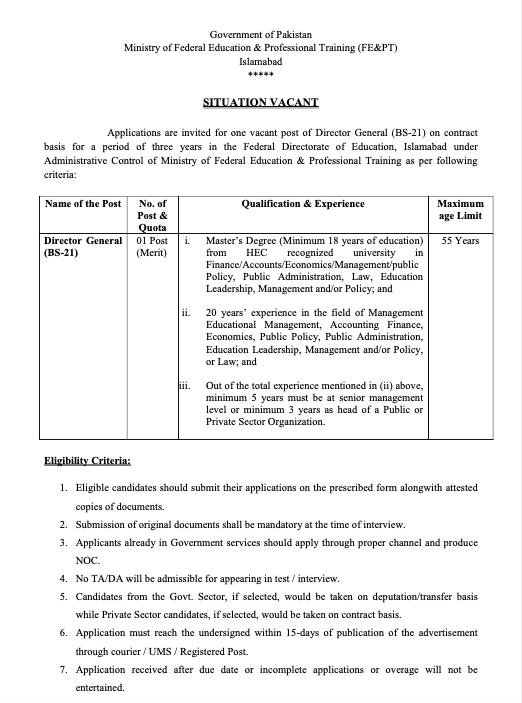 Government of Pakistan
Ministry of Federal Education & Professional Training (FE&PT)
Islamabad
*****
SITUATION VACANT
Applications are invited for one vacant post of Director General (BS-21) on contract
basis for a period of three years in the Federal Directorate of Education, Islamabad under
Administrative Control of Ministry of Federal Education & Professional Training as per following
criteria:
Name of the Post
No. of
Post &
Quota
Qualification & Experience
Maximum
age Limit
Director General
(BS-21)
01 Post
(Merit)
i. Master's Degree (Minimum 18 years of education)
from HEC recognized university in
Finance/Accounts/Economics/Management/public
Policy, Public Administration, Law, Education
Leadership, Management and/or Policy; and
ii. 20 years' experience in the field of Management
Educational Management, Accounting Finance,
Economics, Public Policy, Public Administration,
Education Leadership, Management and/or Policy,
or Law; and
iii. Out of the total experience mentioned in (ii) above,
minimum 5 years must be at senior management
level or minimum 3 years as head of a Public or
Private Sector Organization.
55 Years
Eligibility Criteria:
1. Eligible candidates should submit their applications on the prescribed form alongwith attested
copies of documents.
2. Submission of original documents shall be mandatory at the time of interview.
3. Applicants already in Government services should apply through proper channel and produce
NOC.
4. No TA/DA will be admissible for appearing in test / interview.
5. Candidates from the Govt. Sector, if selected, would be taken on deputation/transfer basis
while Private Sector candidates, if selected, would be taken on contract basis.
6. Application must reach the undersigned within 15-days of publication of the advertisement
through courier / UMS / Registered Post.
7. Application received after due date or incomplete applications or overage will not be
entertained.